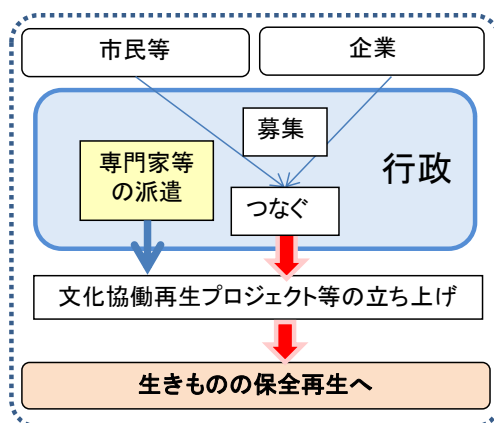 市民等
企業
募集
専門家等
の派遣
行政
つなぐ
文化協働再生プロジェクト等の立ち上げ
生きものの保全再生へ